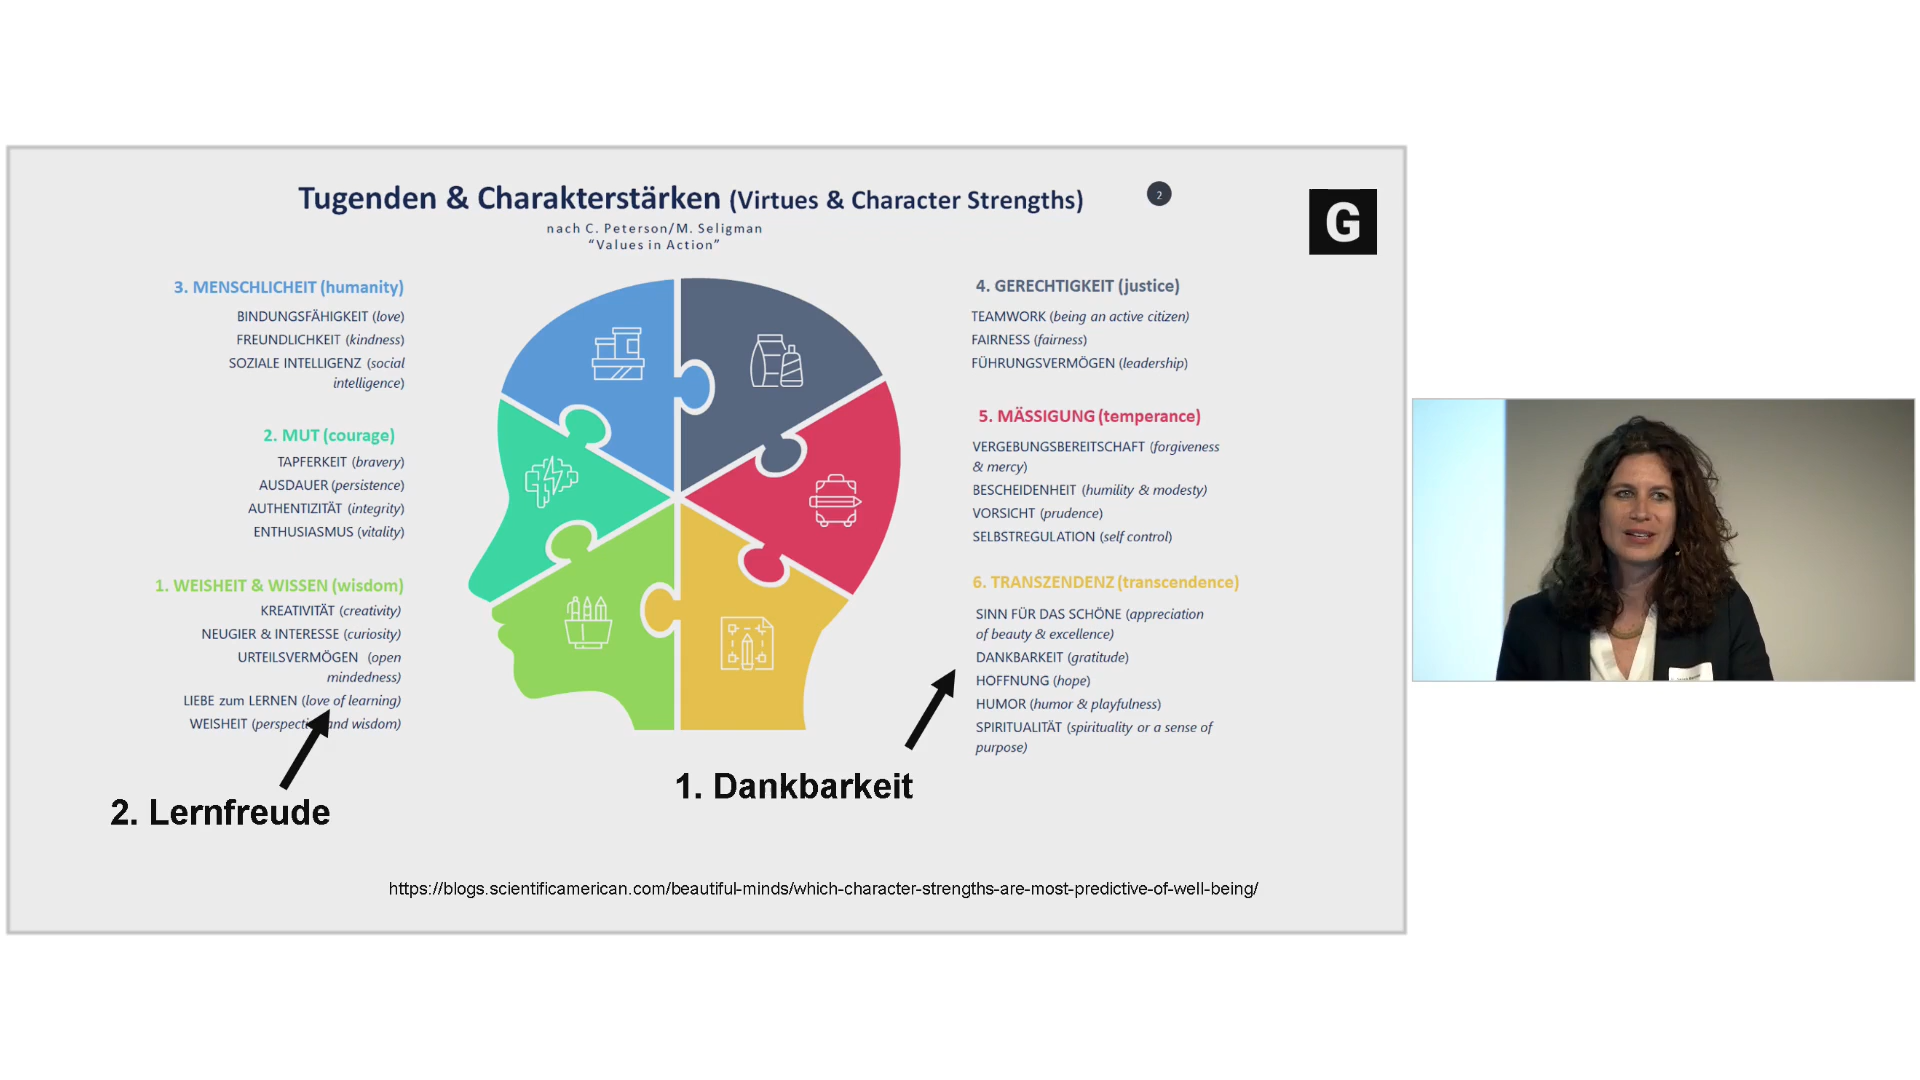 Tugenden & Charakterstärken (Virtues & Character Strengths)
2
G
nach C. Peterson/M. Seligman
“Values in Action”
3. MENSCHLICHEIT (humanity)
BINDUNGSFÄHIGKEIT (love)
FREUNDLICHKEIT (kindness)
SOZIALE INTELLIGENZ (social
intelligence)
2. MUT (courage)
TAPFERKEIT (bravery)
AUSDAUER (persistence)
AUTHENTIZITÄT (integrity)
ENTHUSIASMUS (vitality)
1. WEISHEIT & WISSEN (wisdom)
KREATIVITÄT (creativity)
NEUGIER & INTERESSE (curiosity)
URTEILSVERMÖGEN (open
mindedness)
LIEBE zum LERNEN (love of learning)
WEISHEIT (perspective and wisdom)
2. Lernfreude
4. GERECHTIGKEIT (justice)
TEAMWORK (being an active citizen)
FAIRNESS (fairness)
FÜHRUNGSVERMÖGEN (leadership)
5. MÄSSIGUNG (temperance)
VERGEBUNGSBEREITSCHAFT (forgiveness
& mercy)
BESCHEIDENHEIT (humility & modesty)
VORSICHT (prudence)
SELBSTREGULATION (self control)
6. TRANSZENDENZ (transcendence)
SINN FÜR DAS SCHÖNE (appreciation
of beauty & excellence)
DANKBARKEIT (gratitude)
HOFFNUNG (hope)
HUMOR (humor & playfulness)
SPIRITUALITÄT (spirituality or a sense of
purpose)
1. Dankbarkeit
https://blogs.scientificamerican.com/beautiful-minds/which-character-strengths-are-most-predictive-of-well-being/